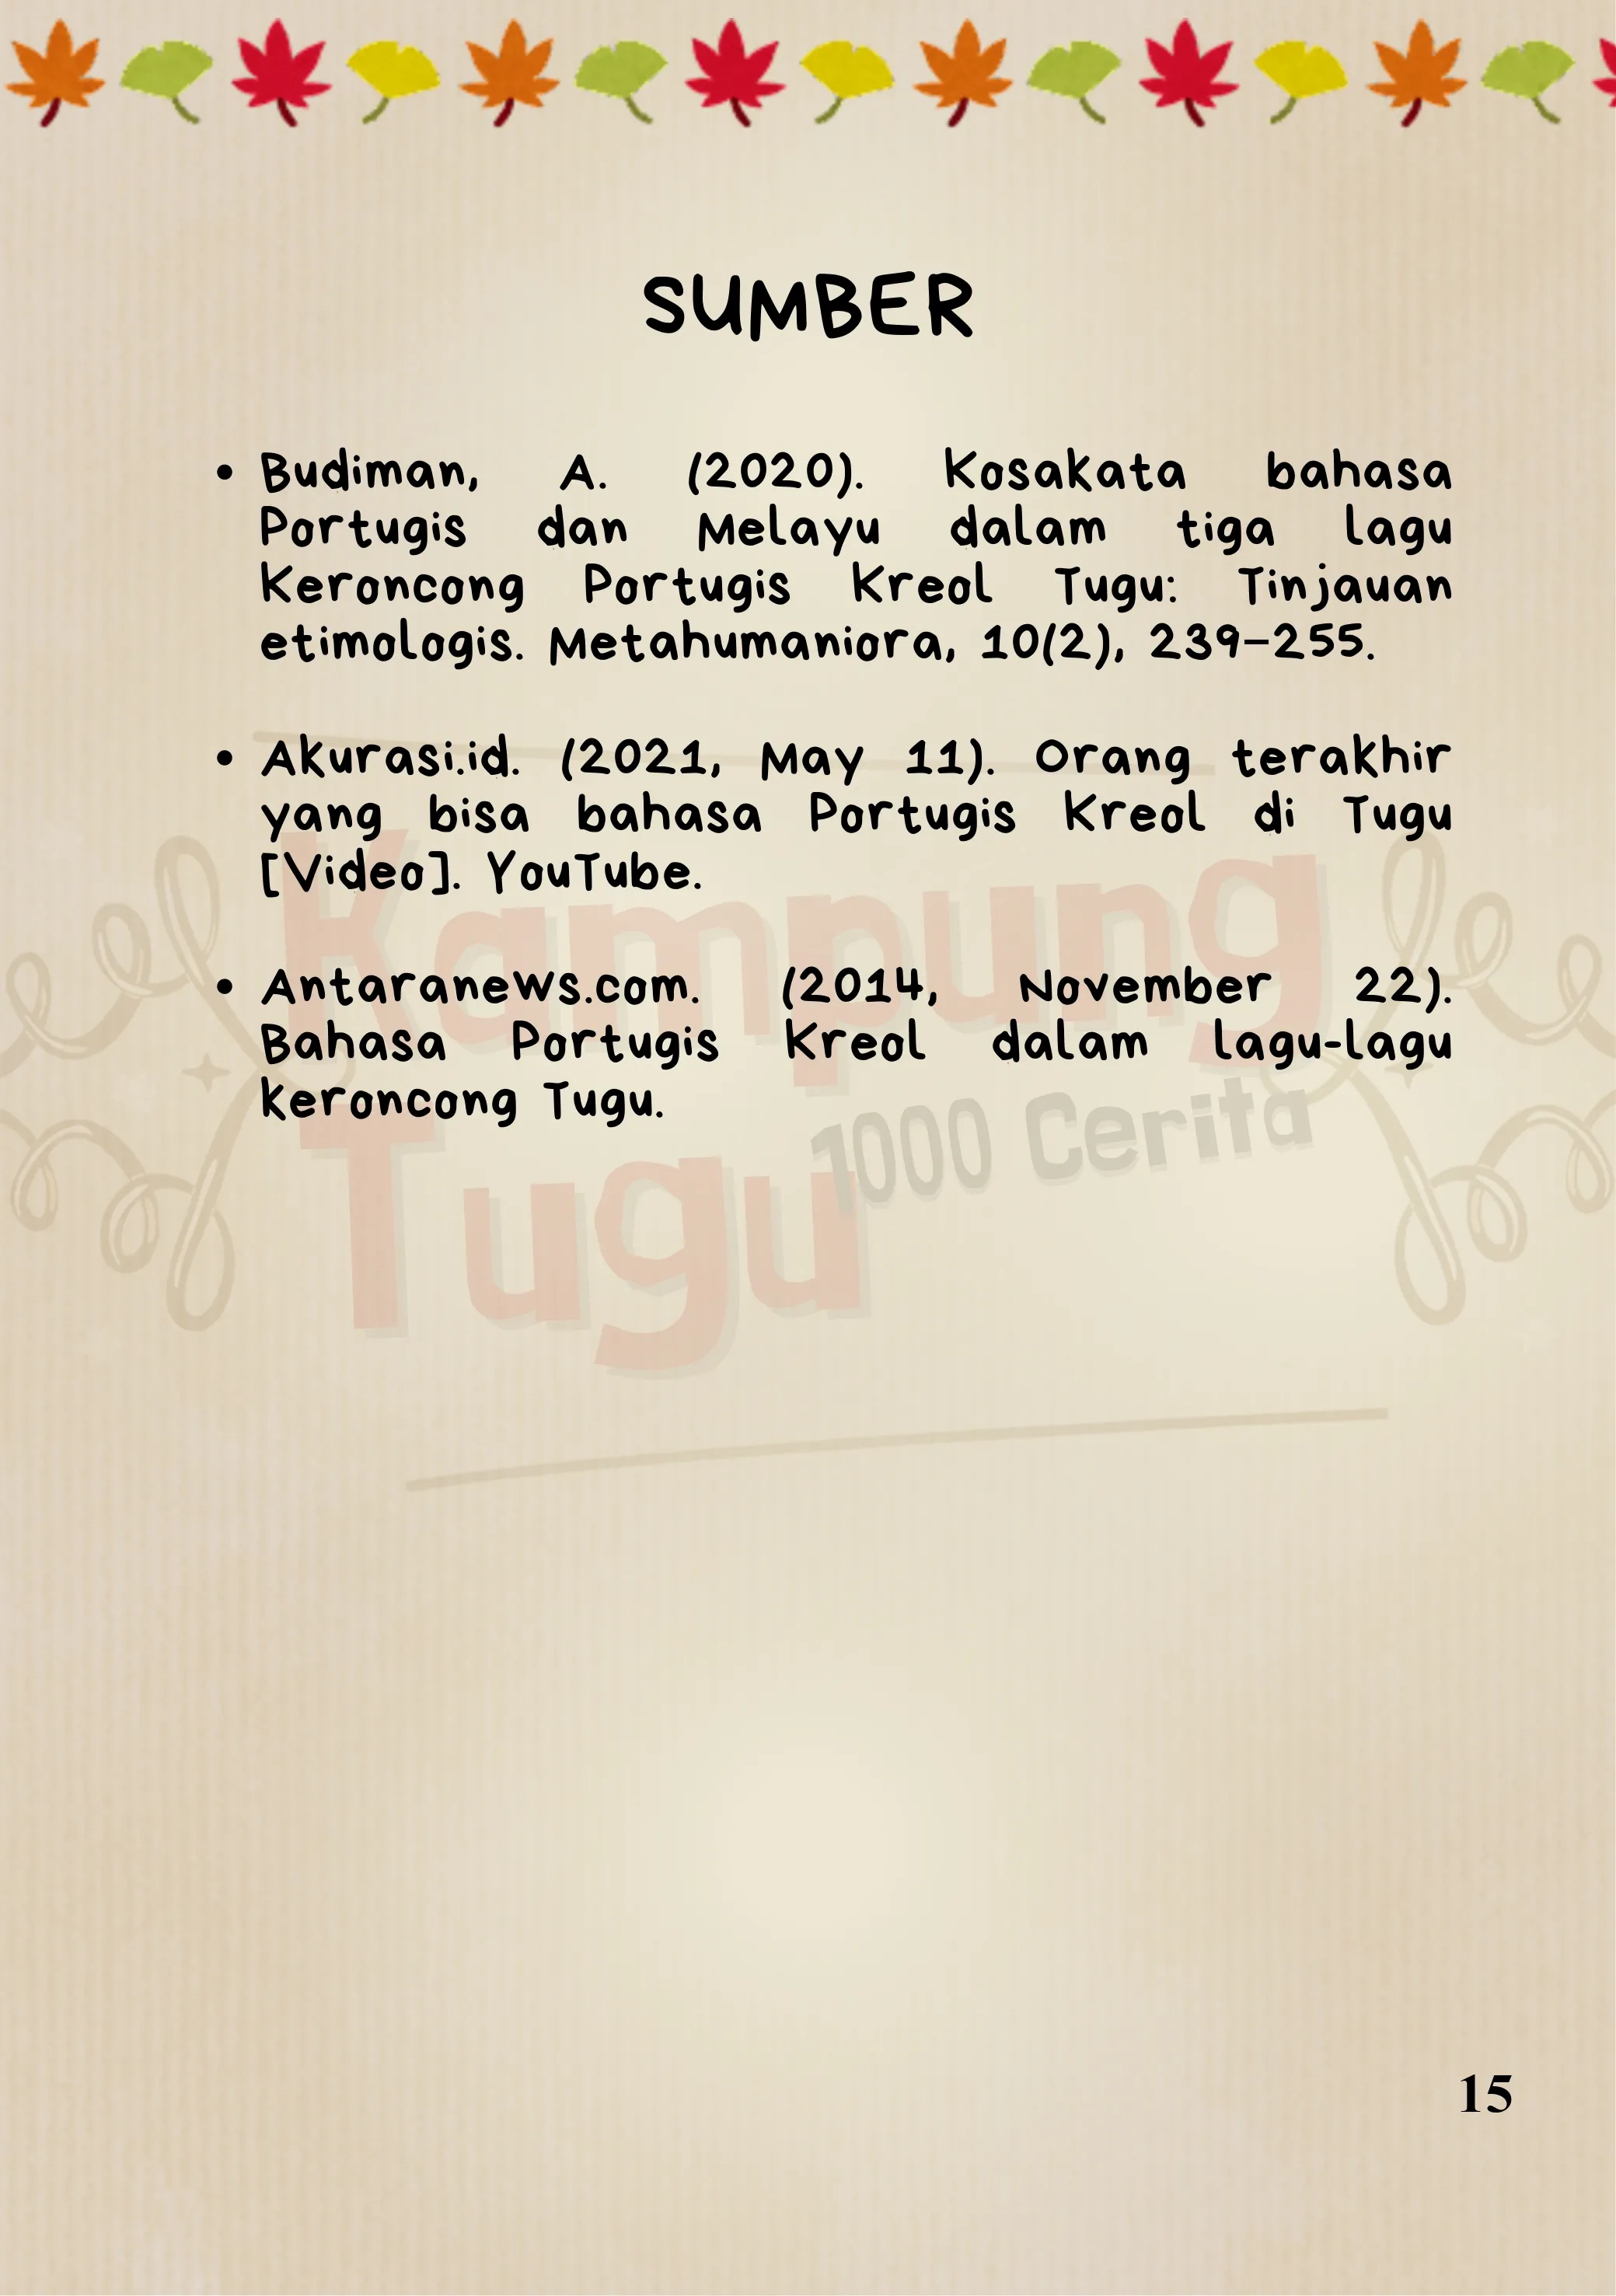 SUMBER
• Budiman, A. (2020). Kosakata bahasa
Portugis dan Melayu dalam tiga lagu
Keroncong Portugis Kreol Tugu: Tinjauan
etimologis. Metahumaniora, 10(2), 239–255.
• Akurasi.id. (2021, May 11). Orang terakhir
yang bisa bahasa Portugis Kreol di Tugu
[Video]. YouTube.
• Antaranews.com. (2014, November 22).
Bahasa Portugis Kreol dalam lagu-lagu
keroncong Tugu.
Kampung
Tugu
1000 Cerita
15